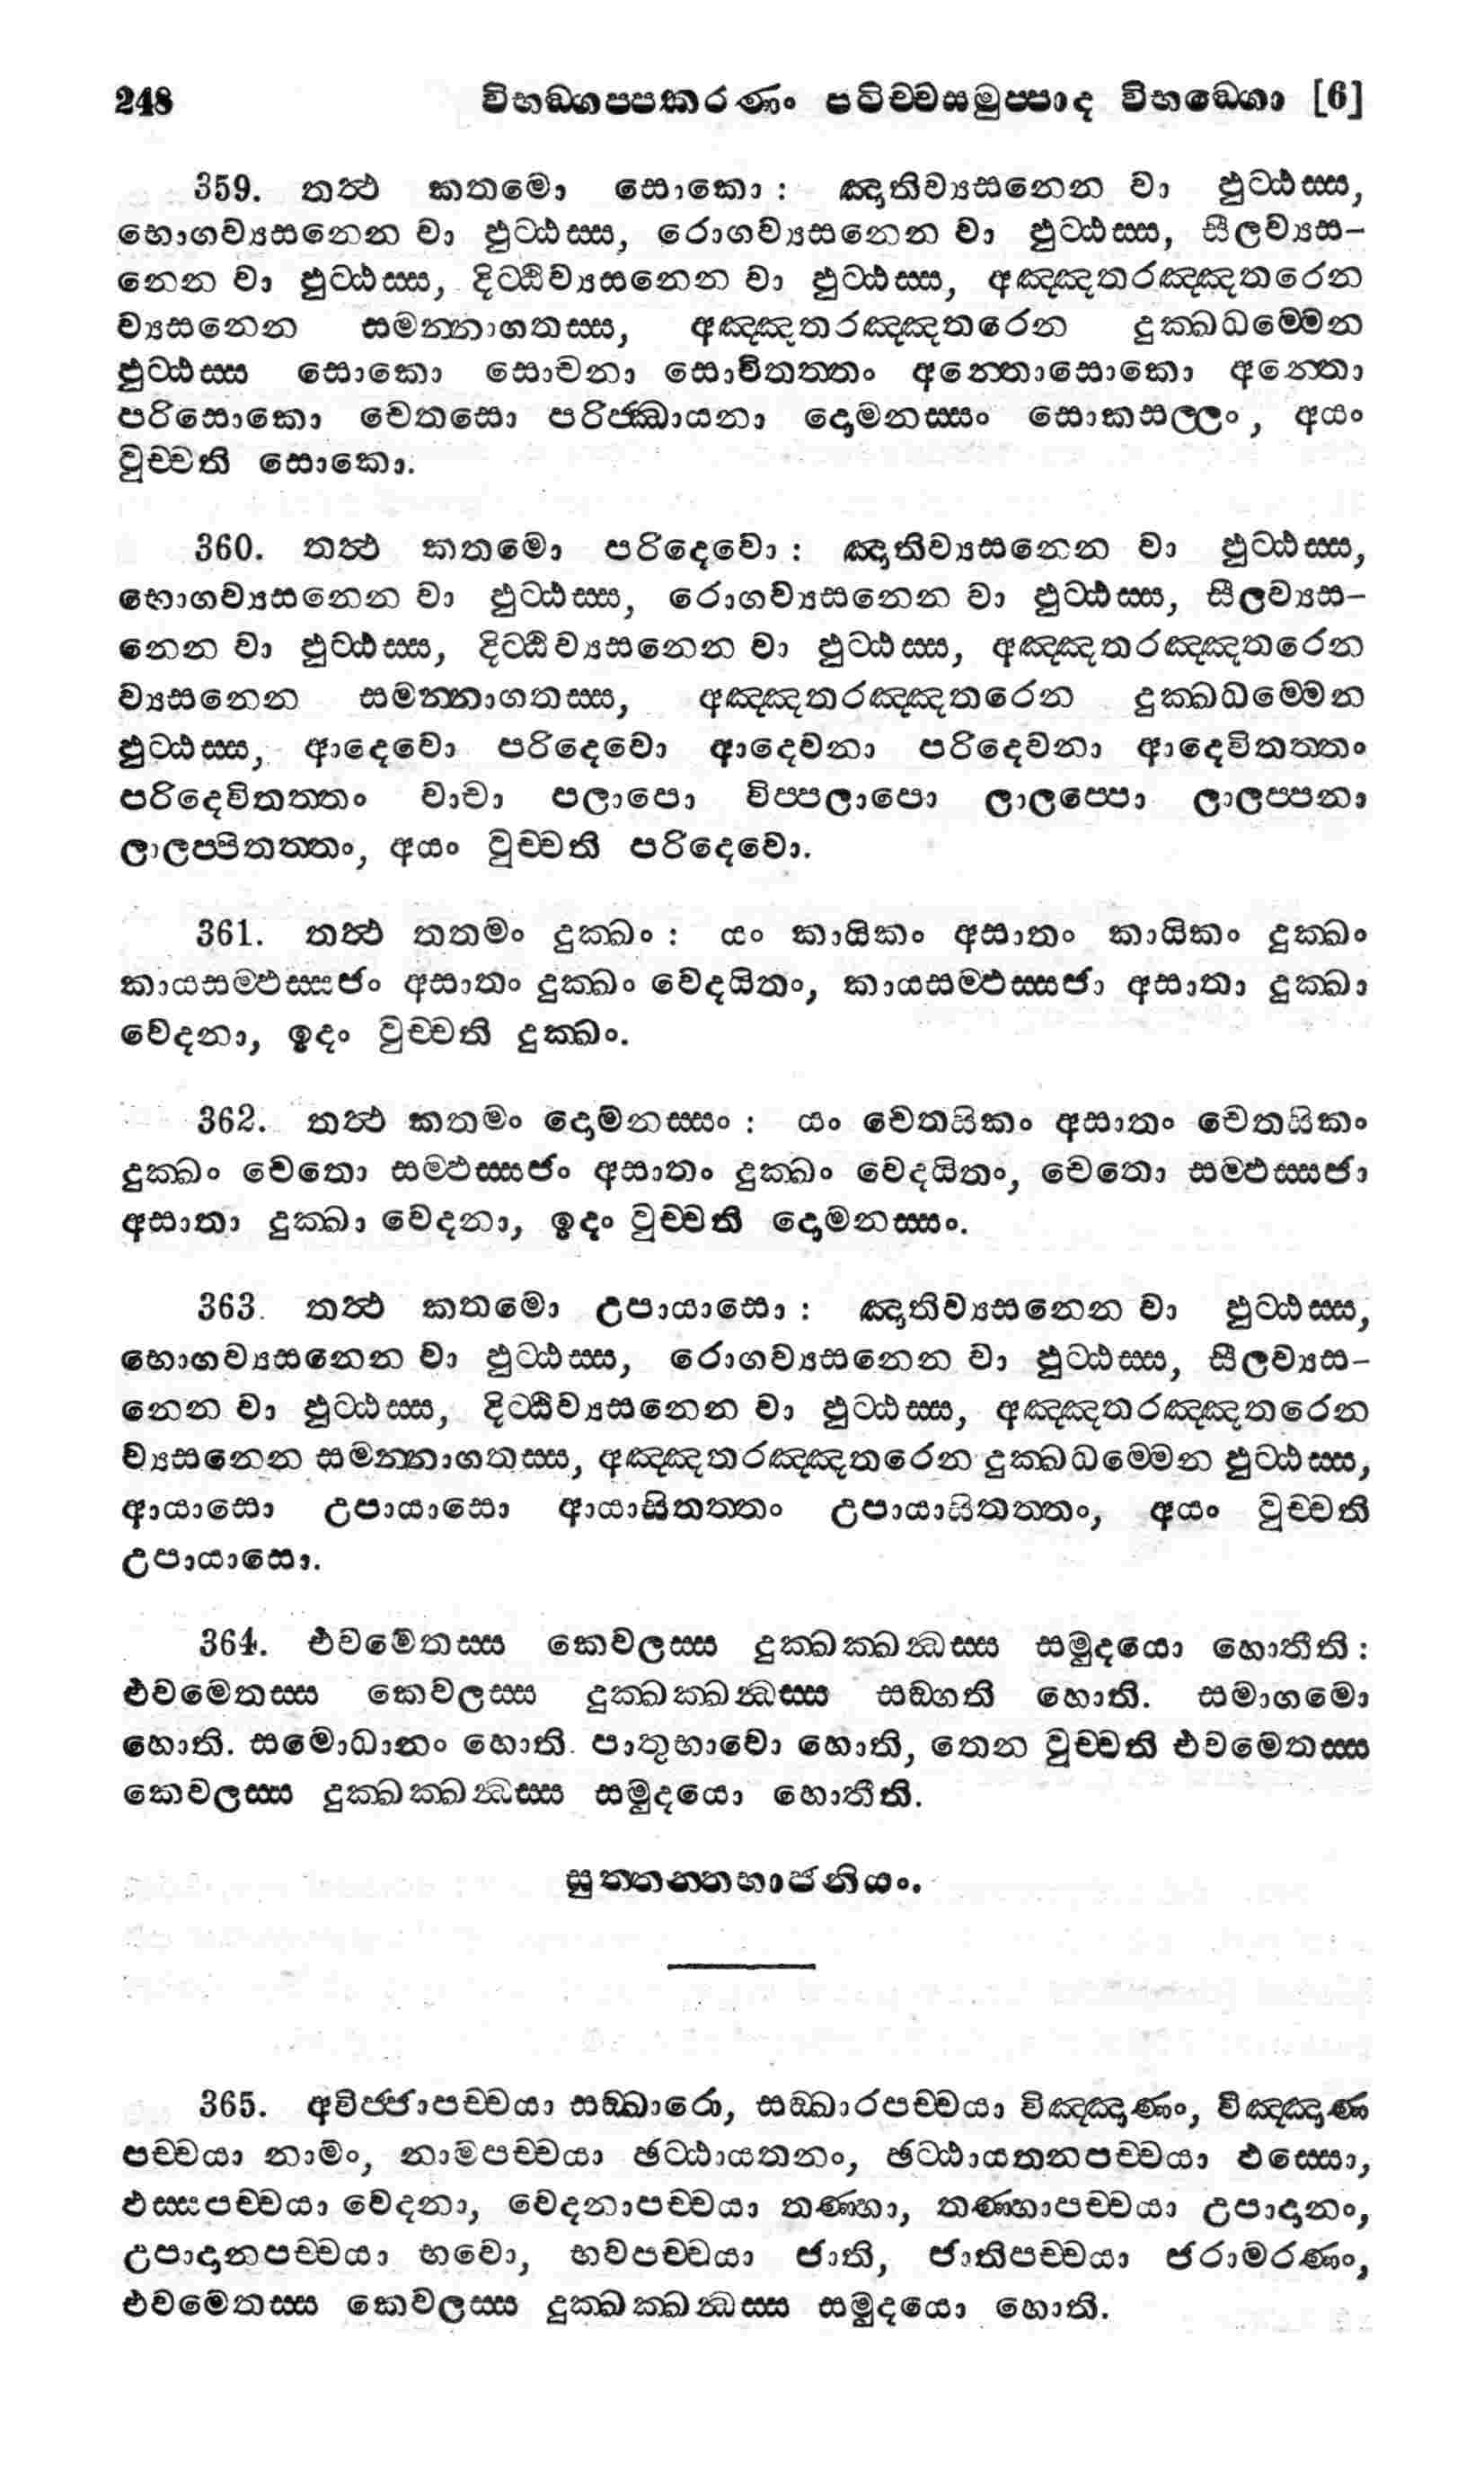 248 විභඞ්ගප්පකරණං පටිච්චසමුප්පාද විභඞ්ගො [6]
359. තත්ථ කතමො සොකො : ඤාතිව්‍යසනෙන වා ඵුට්ඨස්ස,
භොගව්‍යසනෙන වා ඵුට්ඨස්ස, රොගව්‍යසනෙන වා ඵුට්ඨස්ස, සීලව්‍යස-
නෙන වා ඵුට්ඨස්ස, දිට්ඨිව්‍යසනෙන වා ඵුට්ඨස්ස, අඤ්ඤතරඤ්ඤතරෙන
ව්‍යසනෙන සමන්නාගතස්ස, අඤ්ඤතරඤ්ඤතරෙන දුක්ඛධම්මෙන
ඵුට්ඨස්ස සොකො සොචනා සොචිතත්තං අන්තොසොකො අන්තො
පරිසොකො චෙතසො පරිජ්ඣායනා දොමනස්සං සොකසල්ලං, අයං
වුච්චති සොකො.
360. තත්ථ කතමො පරිදෙවො : ඤාතිව්‍යසනෙන වා ඵුට්ඨස්ස,
භොගව්‍යසනෙන වා ඵුට්ඨස්ස, රොගව්‍යසනෙන වා ඵුට්ඨස්ස, සීලව්‍යස-
නෙන වා ඵුට්ඨස්ස, දිට්ඨිව්‍යසනෙන වා ඵුට්ඨස්ස, අඤ්ඤතරඤ්ඤතරෙන
ව්‍යසනෙන සමන්නාගතස්ස, අඤ්ඤතරඤ්ඤතරෙන දුක්ඛධම්මෙන
ඵුට්ඨස්ස, ආදෙවො පරිදෙවො ආදෙවනා පරිදෙවනා ආදෙවිතත්තං
පරිදෙවිතත්තං වාචා පලාපො විප්පලාපො ලාලප්පො ලාලප්පනා
ලාලප්පිතත්තං, අයං වුච්චති පරිදෙවො.
361. තත්ථ තතමං දුක්ඛං : යං කායිකං අසාතං කායිකං දුක්ඛං
කායසම්ඵස්සජං අසාතං දුක්ඛං වෙදයිතං, කායසම්ඵස්සජා අසාතා දුක්ඛා
වෙදනා, ඉදං වුච්චති දුක්ඛං.
362. තත්ථ කතමං දොමනස්සං : යං චෙතසිකං අසාතං චෙතසිකං
දුක්ඛං චෙතො සම්ඵස්සජං අසාතං දුක්ඛං වෙදයිතං, චෙතො සම්ඵස්සජා
අසාතා දුක්ඛා වෙදනා, ඉදං වුච්චති දොමනස්සං.
363. තත්ථ කතමො උපායාසො : ඤාතිව්‍යසනෙන වා ඵුට්ඨස්ස,
භොගව්‍යසනෙන වා ඵුට්ඨස්ස, රොගව්‍යසනෙන වා ඵුට්ඨස්ස, සීලව්‍යස-
නෙන වා ඵුට්ඨස්ස, දිට්ඨිව්‍යසනෙන වා ඵුට්ඨස්ස, අඤ්ඤතරඤ්ඤතරෙන
ව්‍යසනෙන සමන්නාගතස්ස, අඤ්ඤතරඤ්ඤතරෙන දුක්ඛධම්මෙන ඵුට්ඨස්ස,
ආයාසො උපායාසො ආයාසිතත්තං උපායාසිතත්තං, අයං වුච්චති
උපායාසො.
364. එවමෙතස්ස කෙවලස්ස දුක්ඛක්ඛන්ධස්ස සමුදයො හොතීති :
එවමෙතස්ස කෙවලස්ස දුක්ඛක්ඛන්ධස්ස සඞ්ගති හොති. සමාගමො
හොති. සමොධානං හොති. පාතුභාවො හොති, තෙන වුච්චති එවමෙතස්ස
කෙවලස්ස දුක්ඛක්ඛන්ධස්ස සමුදයො හොතීති.
සුත්තන්තභාජනියං.
365. අවිජ්ජාපච්චයා සඞ්ඛාරො, සඞ්ඛාරපච්චයා විඤ්ඤාණං, විඤ්ඤාණ
පච්චයා නාමං, නාමපච්චයා ඡට්ඨායතනං, ඡට්ඨායතනපච්චයා ඵස්සො,
ඵස්සපච්චයා වෙදනා, වෙදනාපච්චයා තණ්හා, තණ්හාපච්චයා උපාදානං,
උපාදානපච්චයා භවො, භවපච්චයා ජාති, ජාතිපච්චයා ජරාමරණං,
එවමෙතස්ස කෙවලස්ස දුක්ඛක්ඛන්ධස්ස සමුදයො හොති.